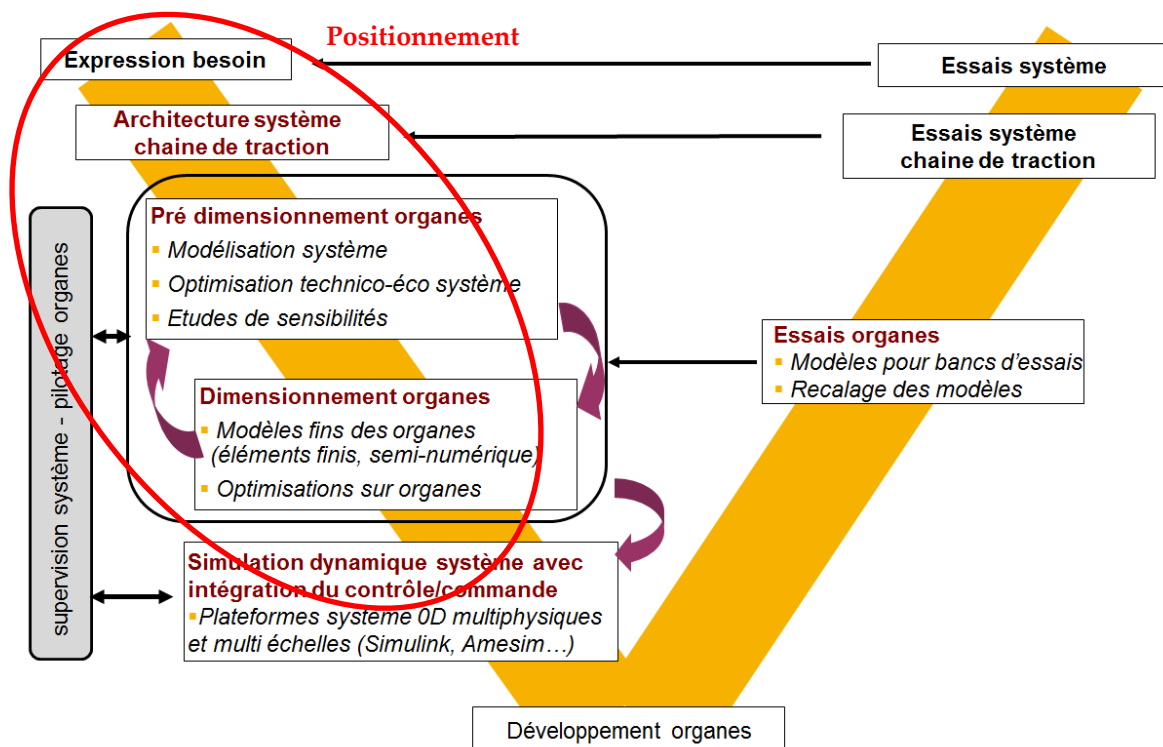 Positionnement
Expression besoin
Essais système
Architecture système
chaine de traction
Essais système
chaine de traction
supervision système - pilotage organes
Pré dimensionnement organes
Modélisation système
Optimisation technico-éco système
Etudes de sensibilités
Essais organes
Modèles pour bancs d'essais
Recalage des modèles
Dimensionnement organes
Modèles fins des organes
(éléments finis, semi-numérique)
Optimisations sur organes
Simulation dynamique système avec
intégration du contrôle/commande
Plateformes système 0D multiphysiques
et multi échelles (Simulink, Amesim…)
Développement organes